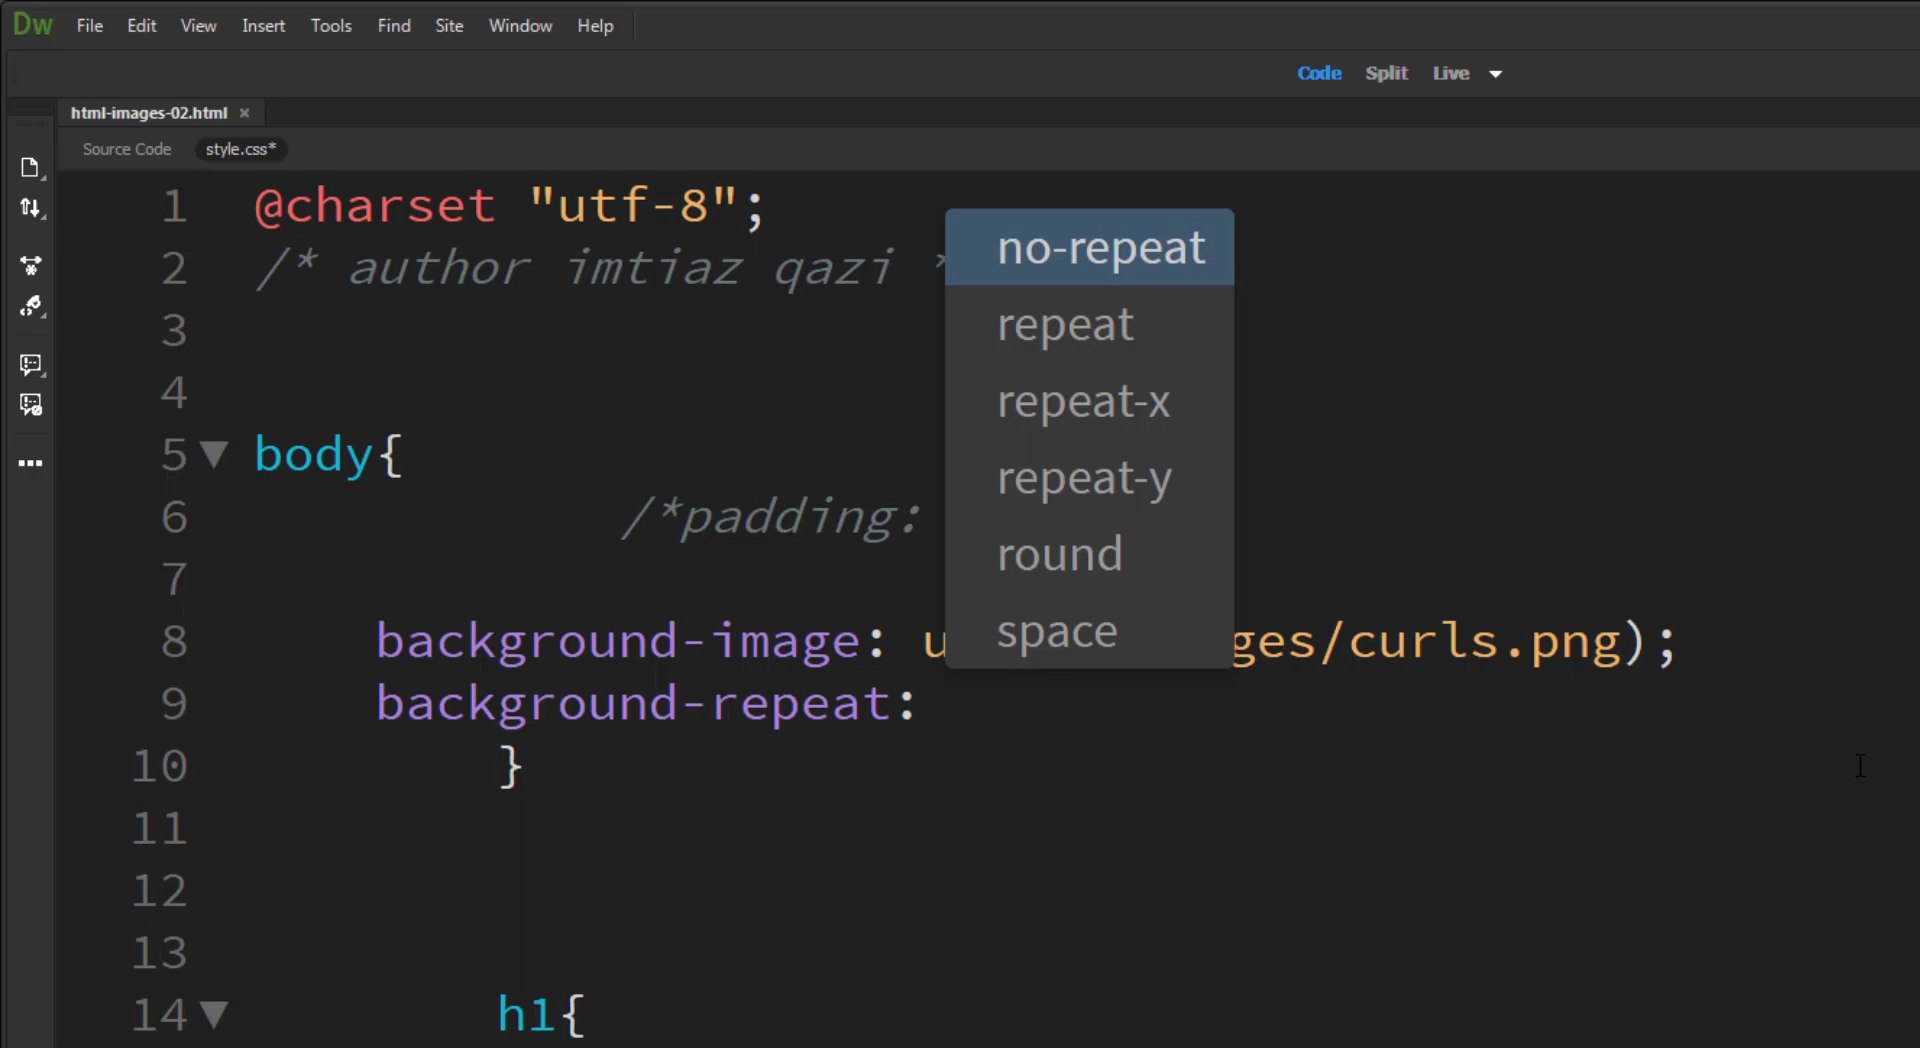 Dw File Edit View Insert Tools Find Site Window Help
Code Split Live
html-images-02.html ×
Source Code style.css*
1 @charset "utf-8";
2 /* author imtiaz qazi *
3
4
5 body{
6 /*padding:
7
8 background-image: u ges/curls.png);
9 background-repeat:
10 }
11
12
13
14 h1{
no-repeat
repeat
repeat-x
repeat-y
round
space